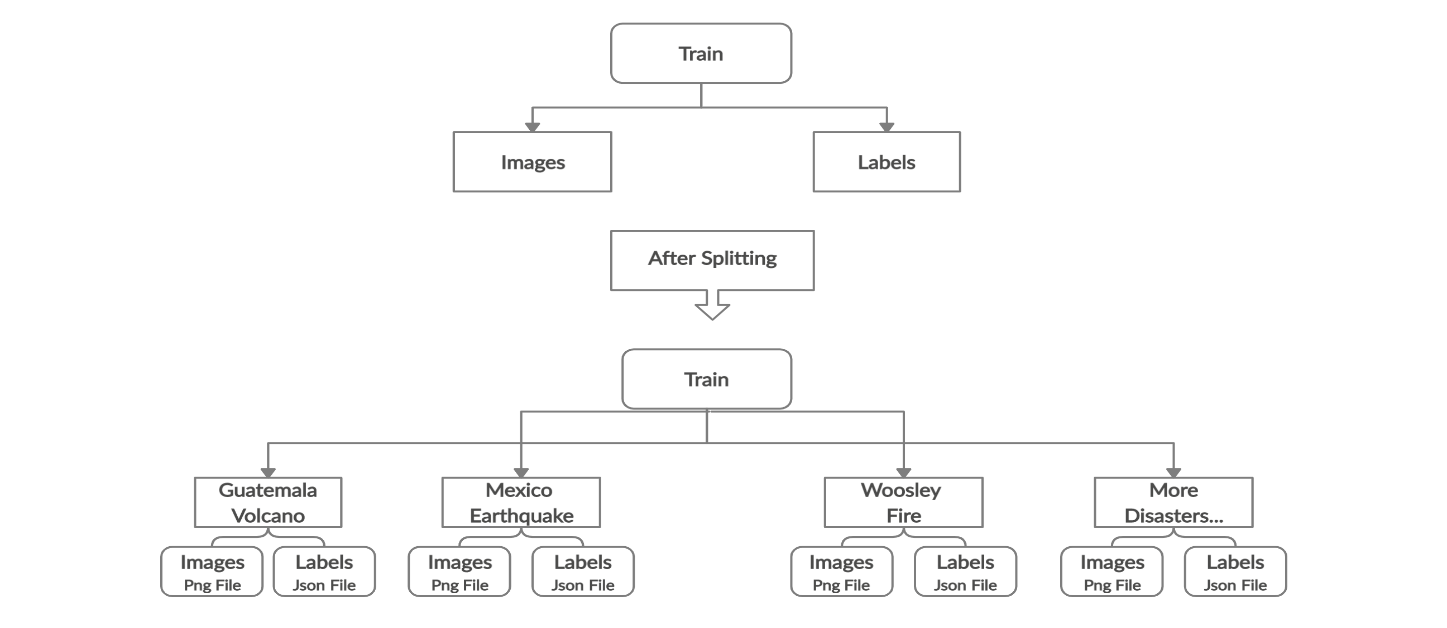 Train
Images
Labels
After Splitting
Train
Guatemala
Volcano
Mexico
Earthquake
Woosley
Fire
More
Disasters...
Images
Png File
Labels
Json File
Images
Png File
Labels
Json File
Images
Png File
Labels
Json File
Images
Png File
Labels
Json File